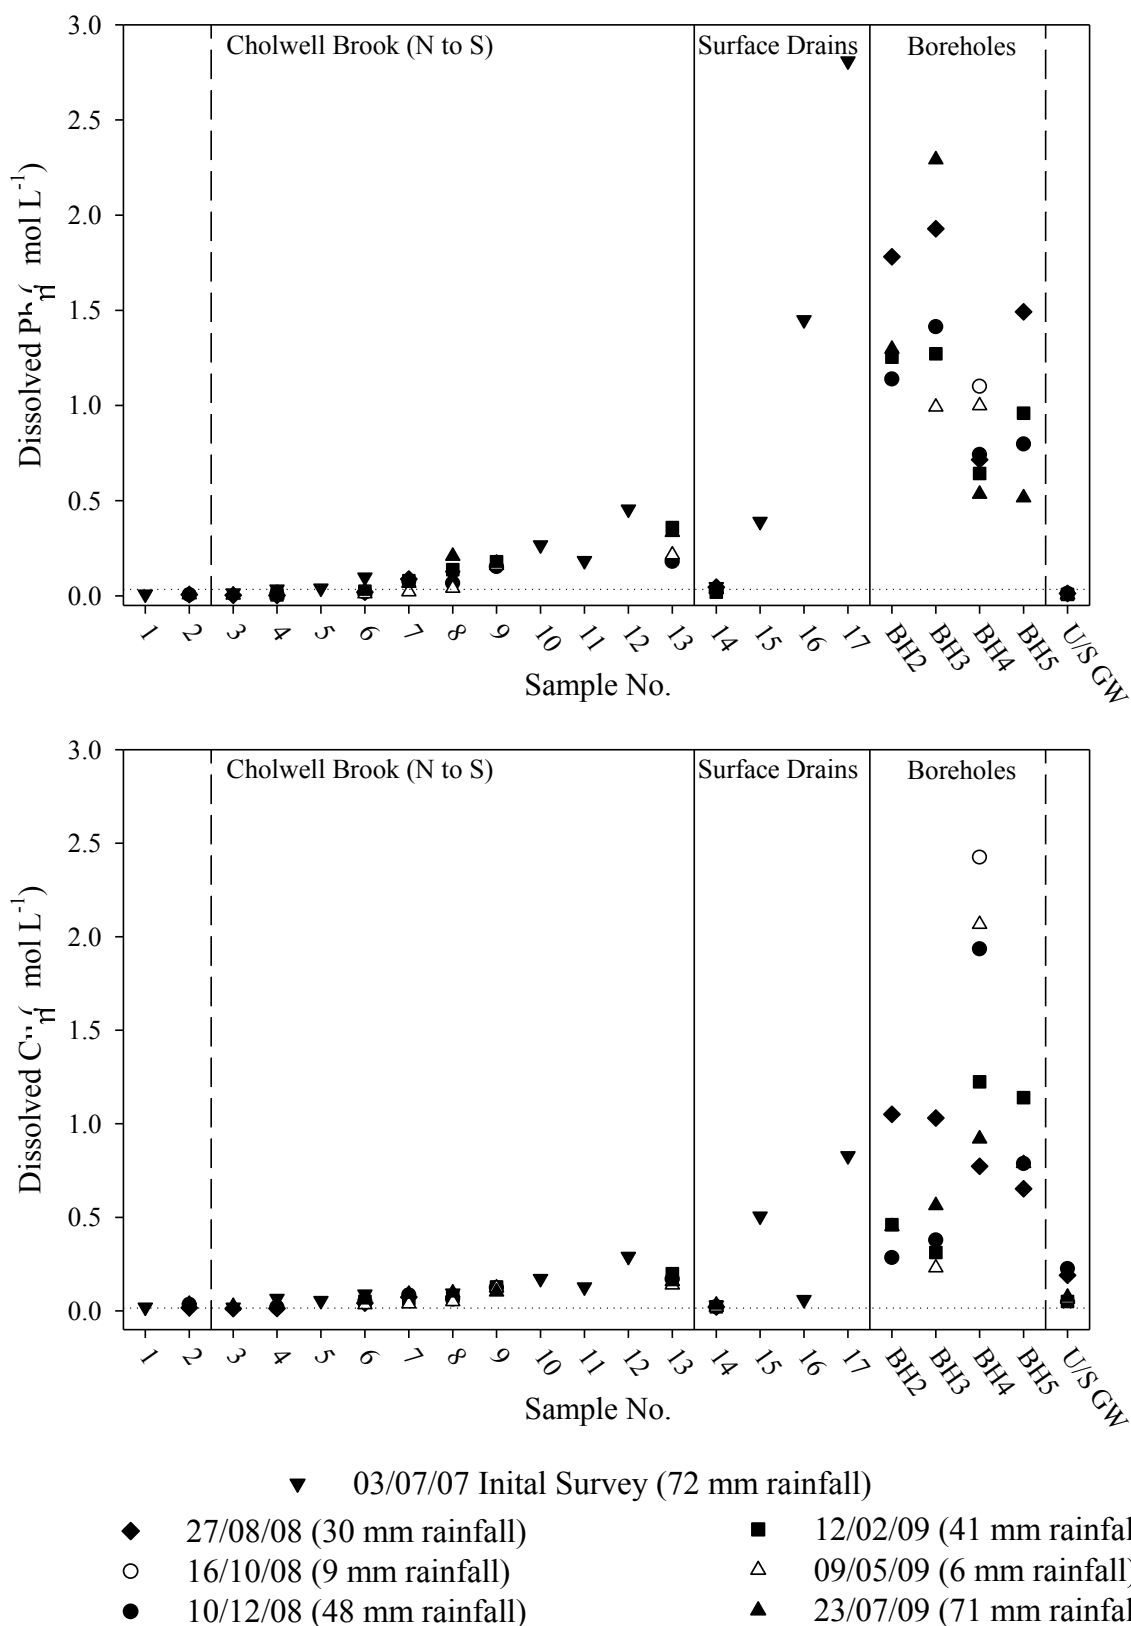 3.0
Cholwell Brook (N to S) Surface Drains Boreholes
2.5
2.0
1.5
1.0
0.5
0.0
Dissolved mol L-1)
1 2 3 4 5 6 7 8 9 10 11 12 13 14 15 16 17 BH2 BH3 BH4 BH5 U/S GW
Sample No.
3.0
Cholwell Brook (N to S) Surface Drains Boreholes
2.5
2.0
1.5
1.0
0.5
0.0
Dissolved mol L-1)
1 2 3 4 5 6 7 8 9 10 11 12 13 14 15 16 17 BH2 BH3 BH4 BH5 U/S GW
Sample No.
03/07/07 Inital Survey (72 mm rainfall)
27/08/08 (30 mm rainfall) 12/02/09 (41 mm rainfal
16/10/08 (9 mm rainfall) 09/05/09 (6 mm rainfall)
10/12/08 (48 mm rainfall) 23/07/09 (71 mm rainfal